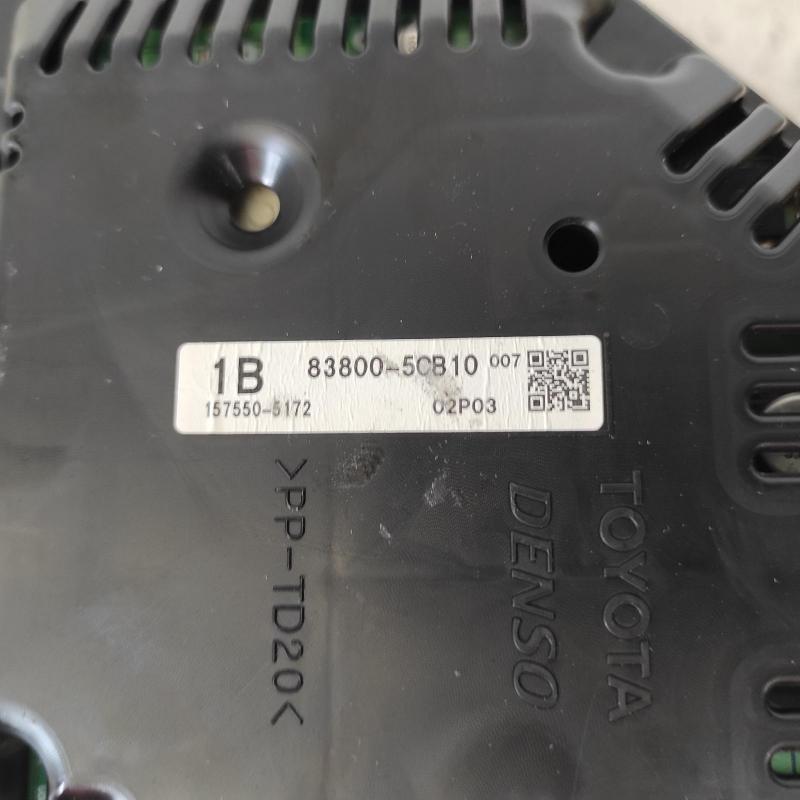 1B 83800-5CB10 007
157550-5172 02P03
>PP-TD20<
DENSO
TOYOTA